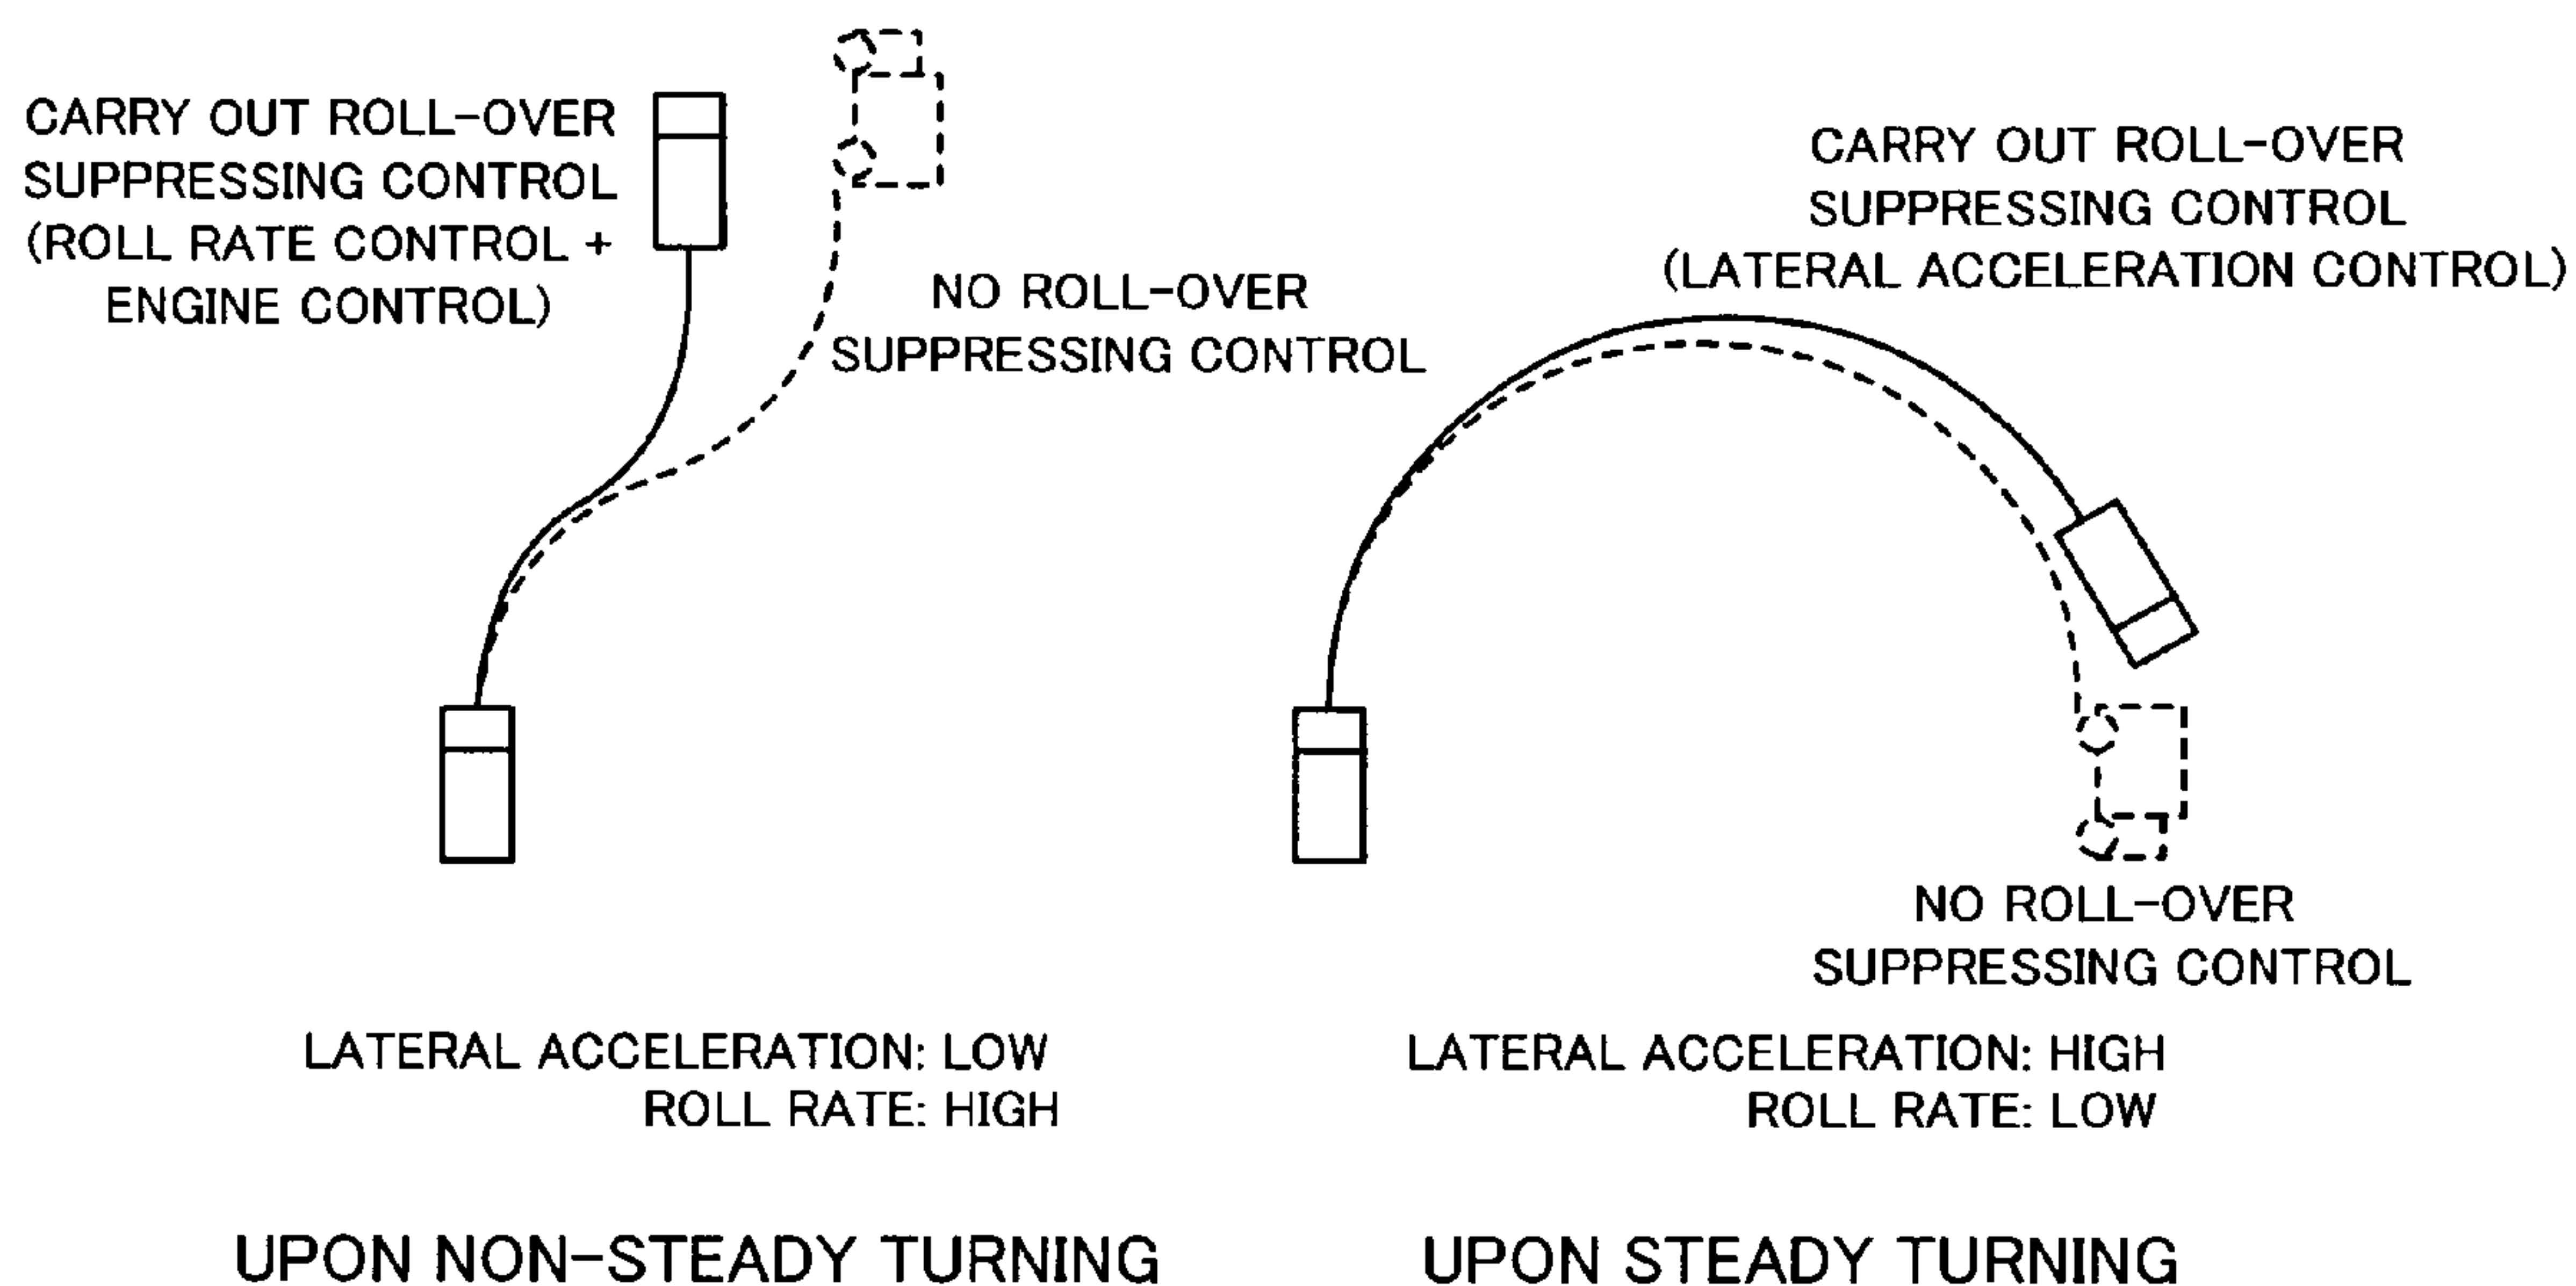 CARRY OUT ROLL-OVER
SUPPRESSING CONTROL
(ROLL RATE CONTROL +
ENGINE CONTROL)
NO ROLL-OVER
SUPPRESSING CONTROL
LATERAL ACCELERATION: LOW
ROLL RATE: HIGH
UPON NON-STEADY TURNING
CARRY OUT ROLL-OVER
SUPPRESSING CONTROL
(LATERAL ACCELERATION CONTROL)
NO ROLL-OVER
SUPPRESSING CONTROL
LATERAL ACCELERATION: HIGH
ROLL RATE: LOW
UPON STEADY TURNING